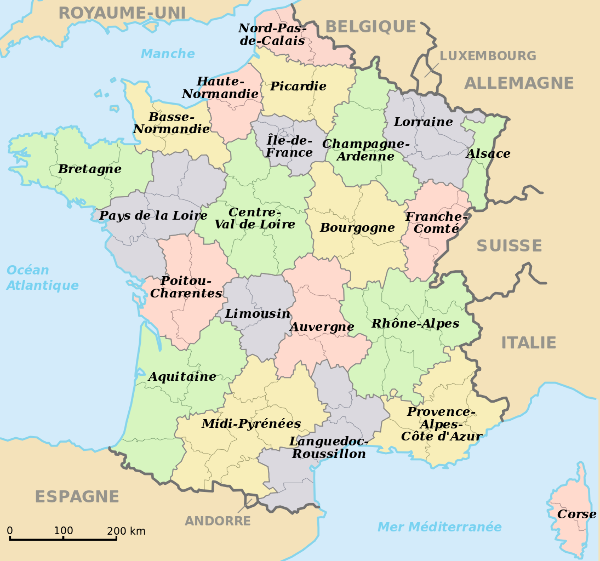 ROYAUME-UNI
BELGIQUE
Nord-Pas-
de-Calais
Manche
LUXEMBOURG
ALLEMAGNE
Haute-
Normandie
Picardie
Basse-
Normandie
Lorraine
Île-de-
France
Champagne-
Ardenne
Alsace
Bretagne
Pays de la Loire
Centre-
Val de Loire
Bourgogne
Franche-
Comté
SUISSE
Océan
Atlantique
Poitou-
Charentes
Limousin
Auvergne
Rhône-Alpes
ITALIE
Aquitaine
Midi-Pyrénées
Provence-
Alpes-
Côte d'Azur
Languedoc-
Roussillon
ESPAGNE
ANDORRE
Mer Méditerranée
Corse
0 100 200 km